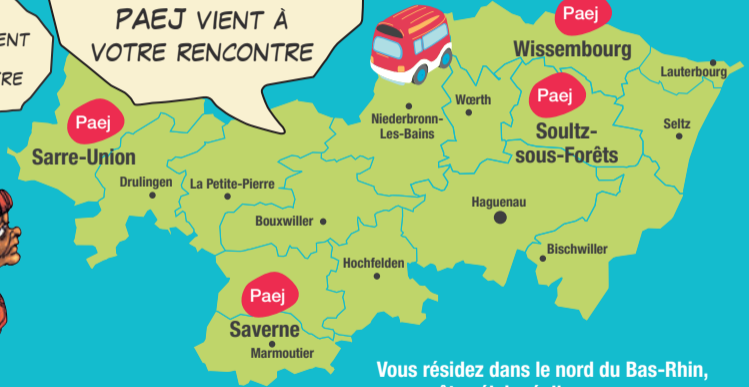 ENT
RE
PAEJ VIENT À
VOTRE RENCONTRE
Paej
Wissembourg
Lauterbourg
Paej
Sarre-Union
Niederbronn-
Les-Bains
Wœrth
Paej
Soultz-
sous-Forêts
Seltz
Drulingen
La Petite-Pierre
Haguenau
Bouxwiller
Bischwiller
Hochfelden
Paej
Saverne
Marmoutier
Vous résidez dans le nord du Bas-Rhin,